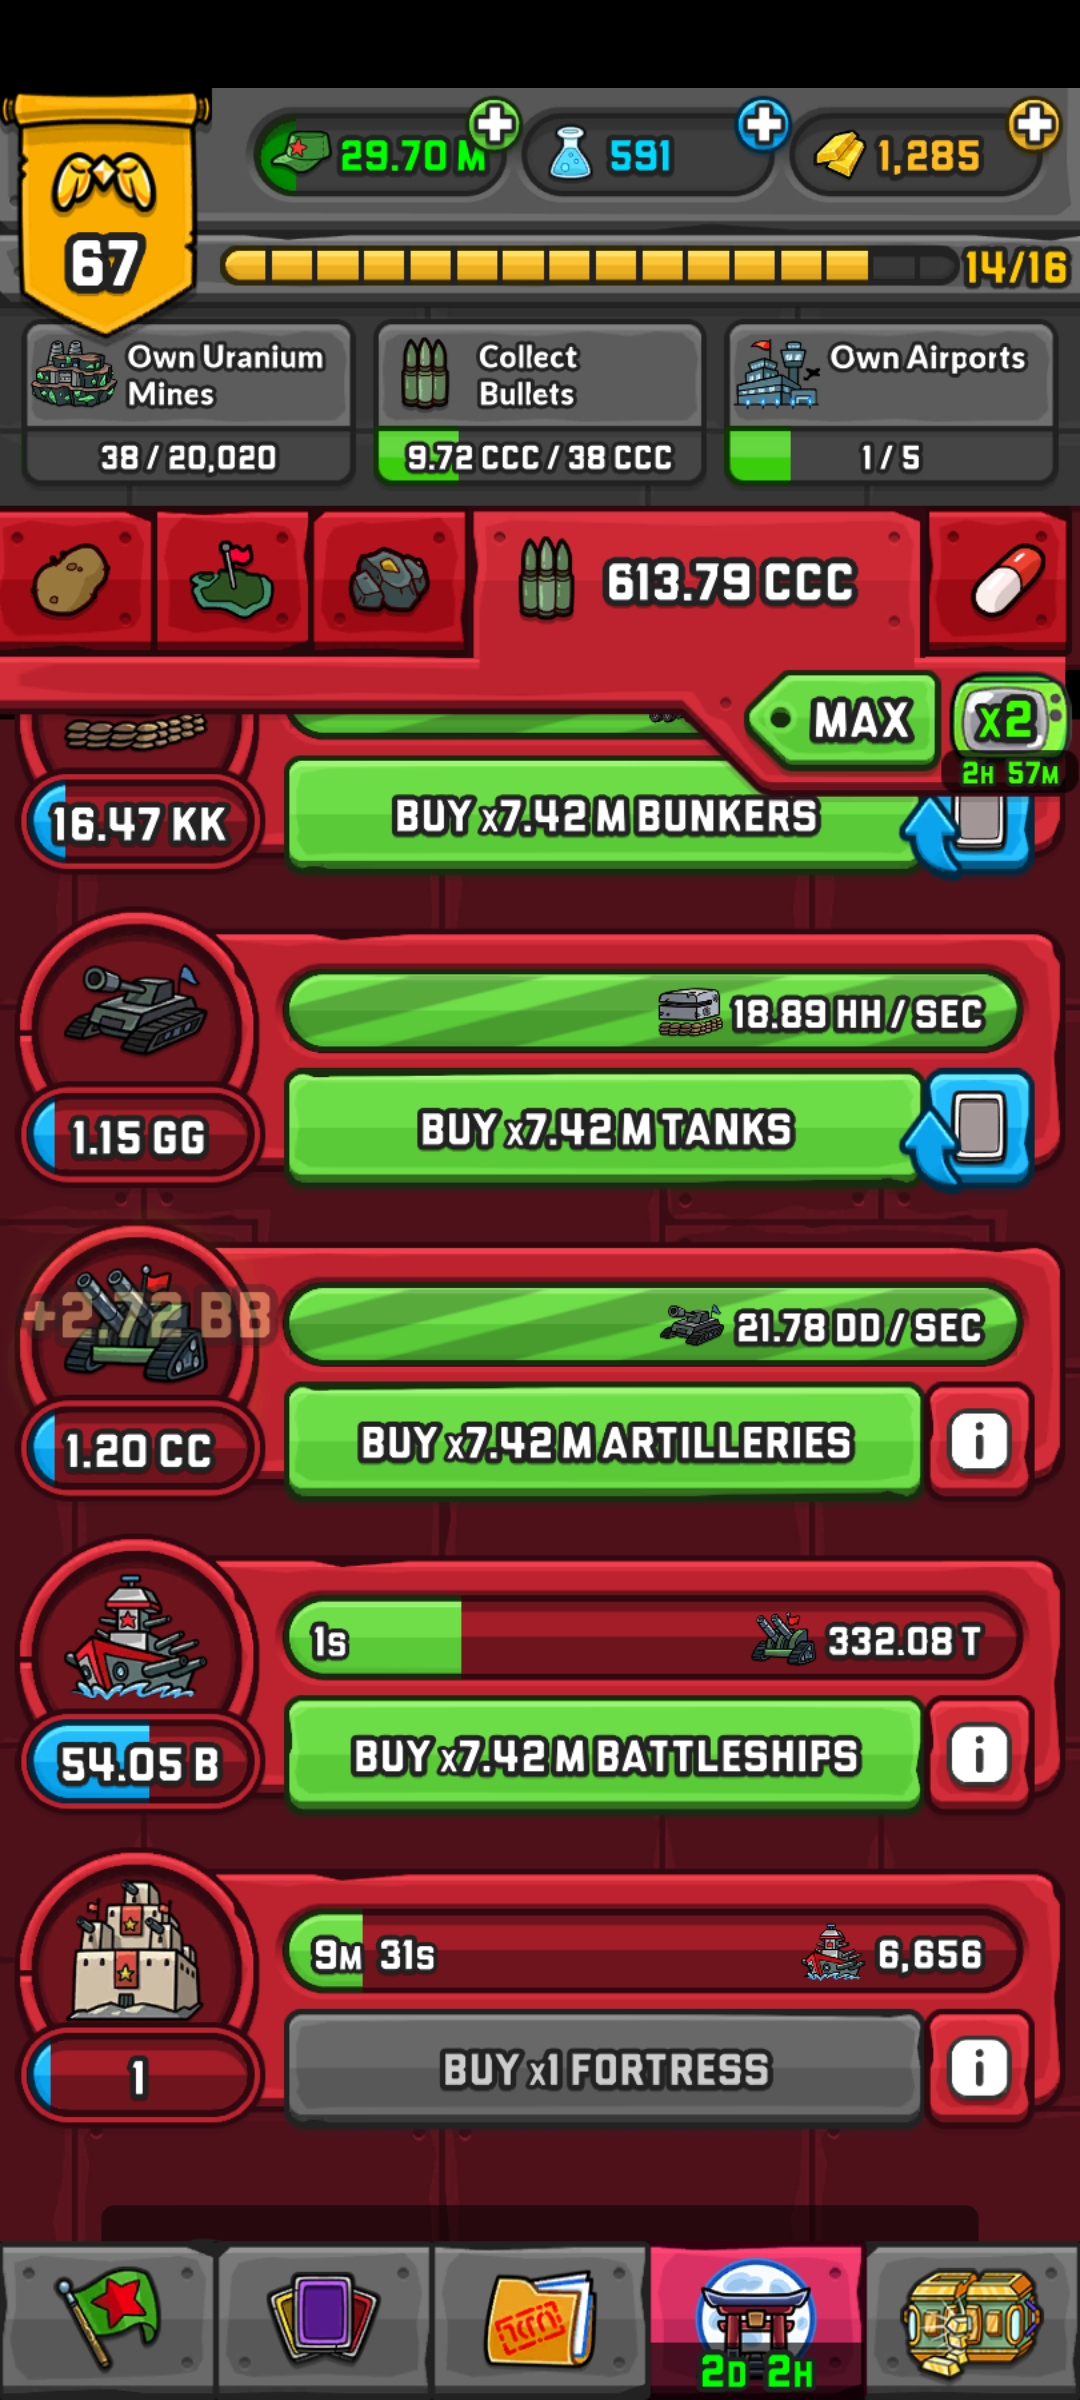 29.70 M
591
1,285
67
14/16
Own Uranium
Mines
38 / 20,020
Collect
Bullets
9.72 CCC / 38 CCC
Own Airports
1 / 5
613.79 CCC
MAX
x2
2H 57M
16.47 KK
BUY x7.42 M BUNKERS
18.89 HH / SEC
1.15 GG
BUY x7.42 M TANKS
+2.72 BB
21.78 DD / SEC
1.20 CC
BUY x7.42 M ARTILLERIES
1S
332.08 T
54.05 B
BUY x7.42 M BATTLESHIPS
9M 31S
6,656
1
BUY x1 FORTRESS
2D 2H